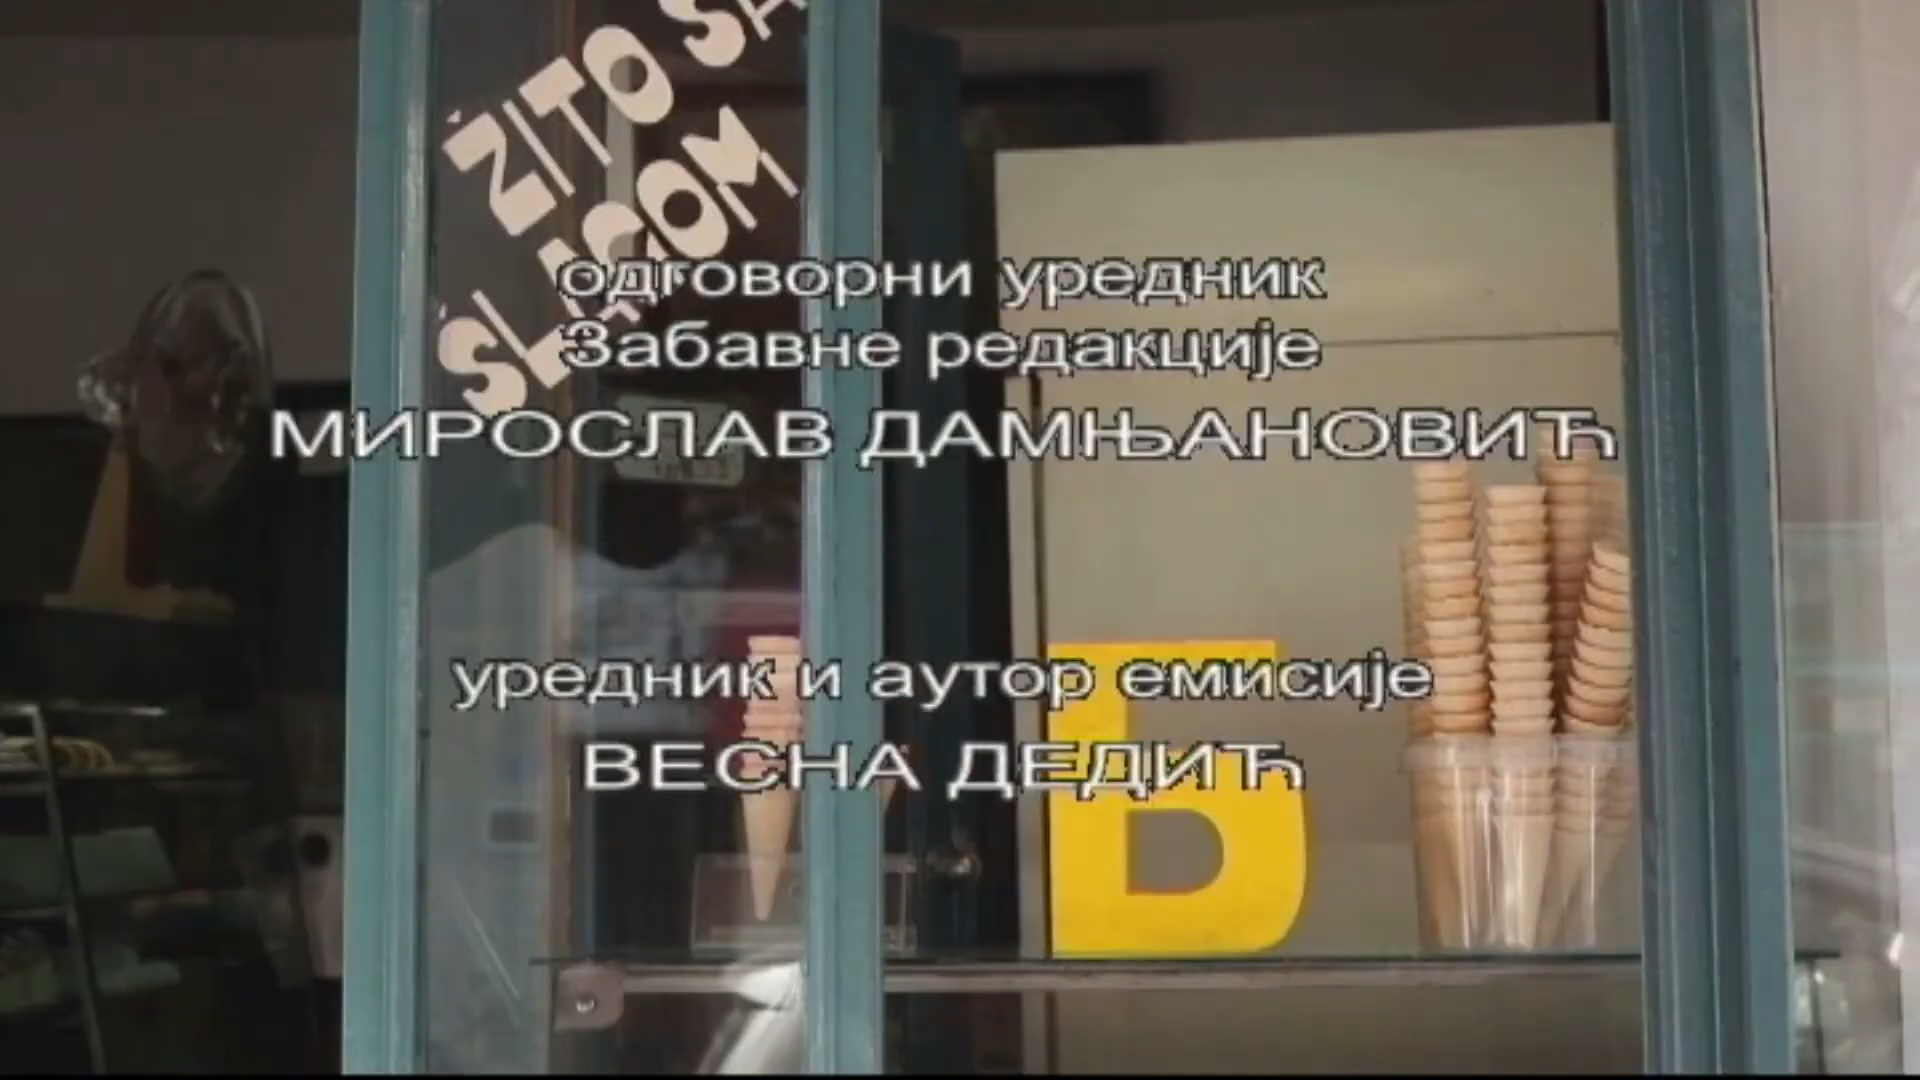 ŽITO SA
ŠLAGOM
одговорни уредник
Забавне редакције
МИРОСЛАВ ДАМЊАНОВИЋ
уредник и аутор емисије
ВЕСНА ДЕДИЋ
Б